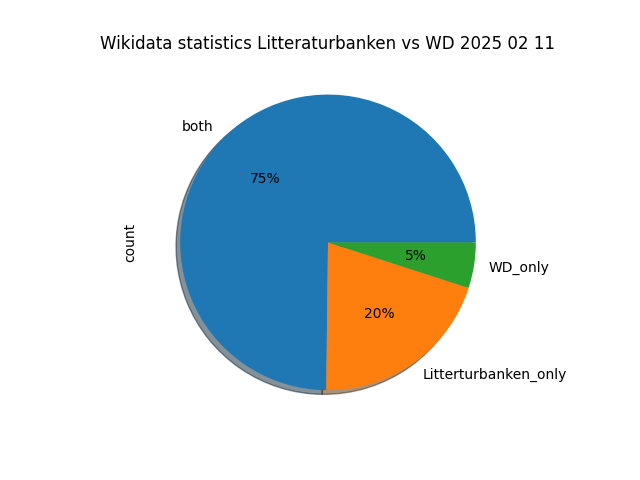 Wikidata statistics Litteraturbanken vs WD 2025 02 11
both
75%
count
5%
WD_only
20%
Litterturbanken_only